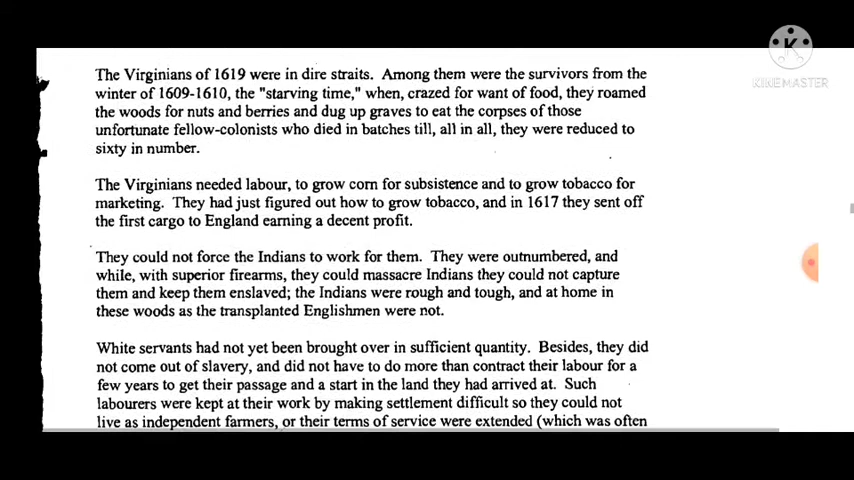 KINEMASTER
The Virginians of 1619 were in dire straits. Among them were the survivors from the
winter of 1609-1610, the "starving time," when, crazed for want of food, they roamed
the woods for nuts and berries and dug up graves to eat the corpses of those
unfortunate fellow-colonists who died in batches till, all in all, they were reduced to
sixty in number.
The Virginians needed labour, to grow corn for subsistence and to grow tobacco for
marketing. They had just figured out how to grow tobacco, and in 1617 they sent off
the first cargo to England earning a decent profit.
They could not force the Indians to work for them. They were outnumbered, and
while, with superior firearms, they could massacre Indians they could not capture
them and keep them enslaved; the Indians were rough and tough, and at home in
these woods as the transplanted Englishmen were not.
White servants had not yet been brought over in sufficient quantity. Besides, they did
not come out of slavery, and did not have to do more than contract their labour for a
few years to get their passage and a start in the land they had arrived at. Such
labourers were kept at their work by making settlement difficult so they could not
live as independent farmers, or their terms of service were extended (which was often